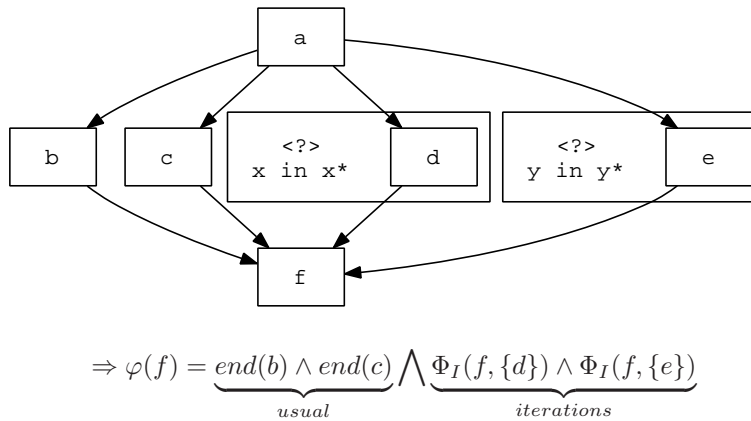 a
b c <?> d <?> e
x in x* y in y*
f
⇒ φ(f) = end(b) ∧ end(c) ⋀ Φ_I(f, {d}) ∧ Φ_I(f, {e})
usual iterations